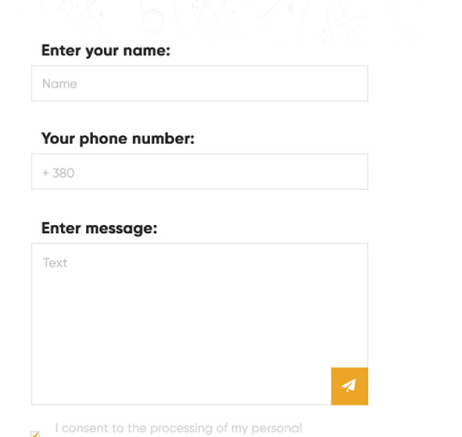 Enter your name:
Name
Your phone number:
+ 380
Enter message:
Text
I consent to the processing of my personal